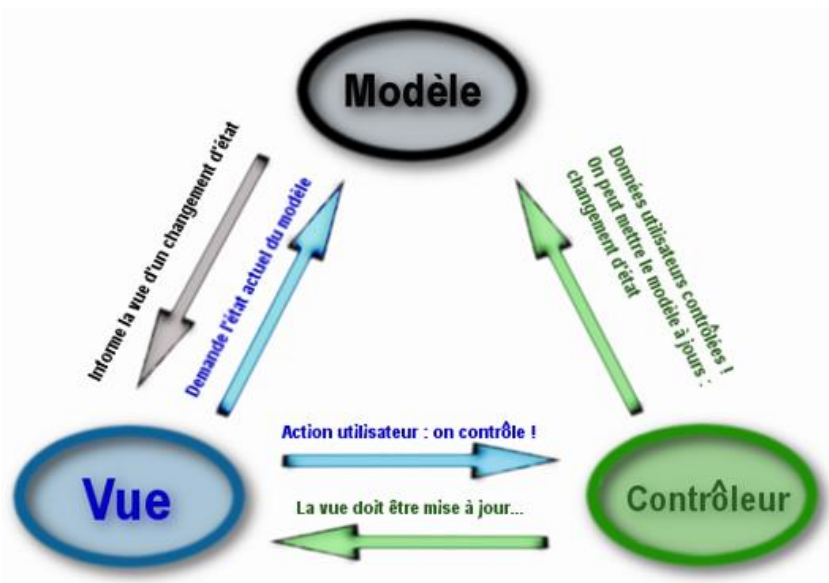 Modèle
Informe la vue d'un changement d'état
Demande l'état actuel du modèle
Données utilisateurs contrôlées !
On peut mettre le modèle à jours :
changement d'état
Action utilisateur : on contrôle !
Vue
Contrôleur
La vue doit être mise à jour...